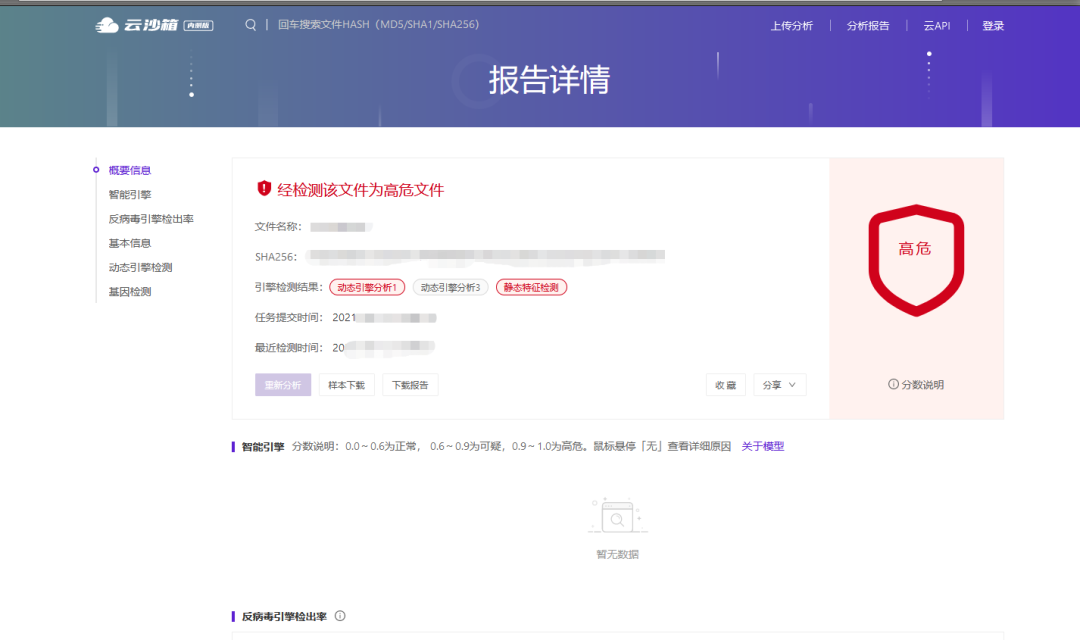 云沙箱 内测版 回车搜索文件HASH（MD5/SHA1/SHA256） 上传分析 分析报告 云API 登录
报告详情
概要信息
智能引擎
反病毒引擎检出率
基本信息
动态引擎检测
基因检测
经检测该文件为高危文件
文件名称：
SHA256：
引擎检测结果： 动态引擎分析1 动态引擎分析3 静态特征检测
任务提交时间： 2021
最近检测时间： 20
重新分析 样本下载 下载报告 收藏 分享
高危
分数说明
智能引擎 分数说明：0.0~0.6为正常， 0.6~0.9为可疑，0.9~1.0为高危。鼠标悬停「无」查看详细原因 关于模型
暂无数据
反病毒引擎检出率